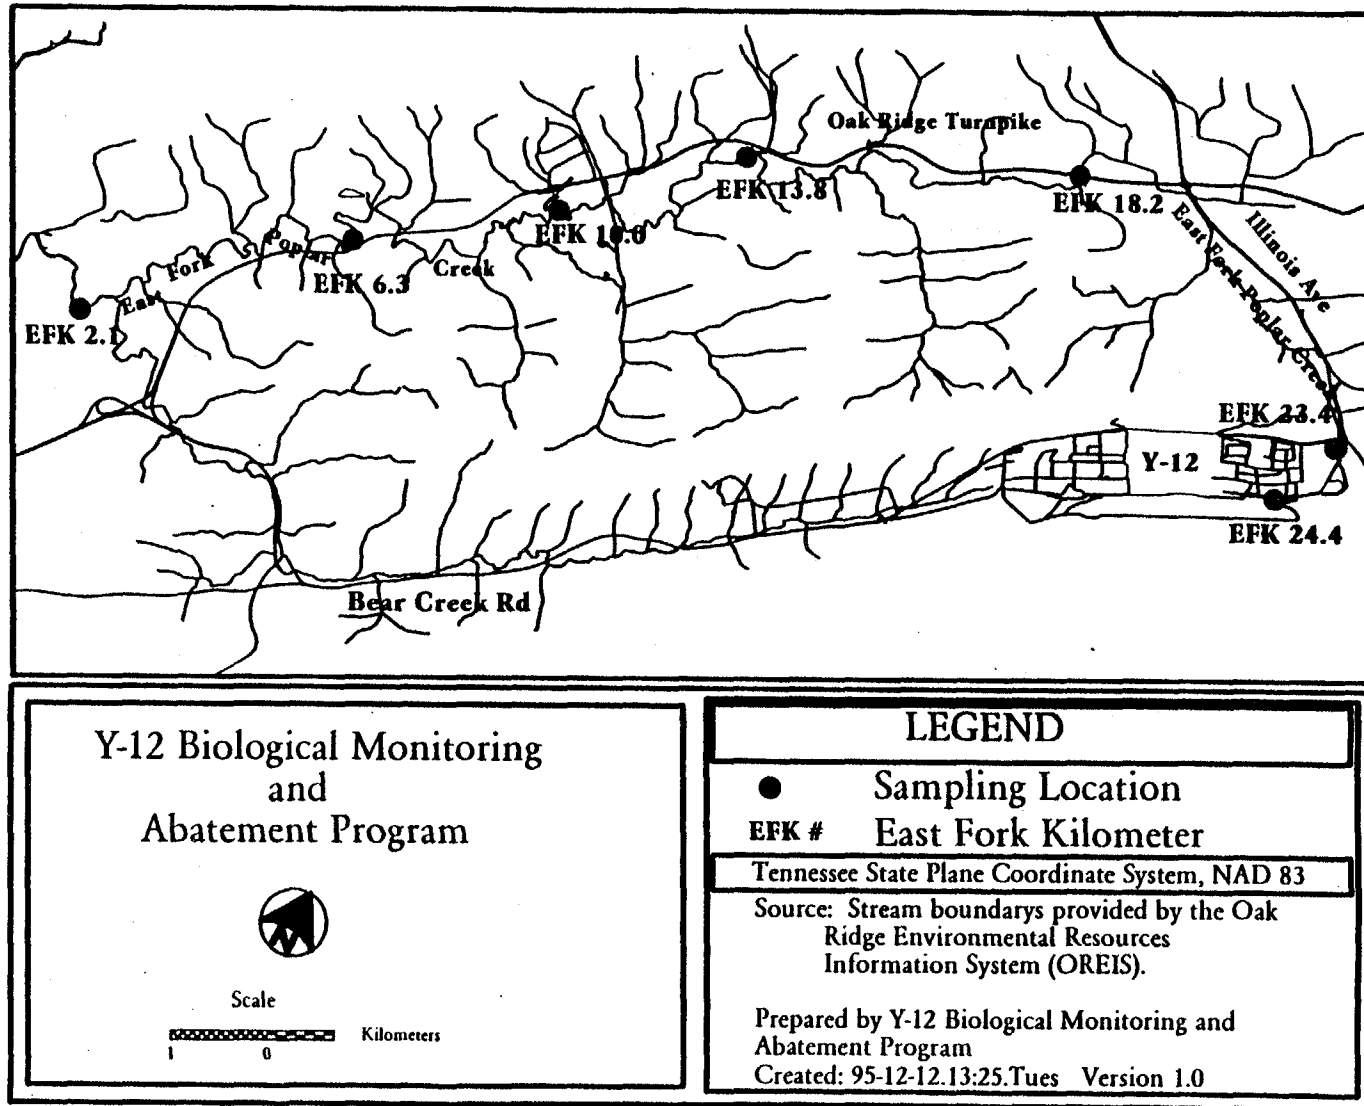 Oak Ridge Turnpike
EFK 13.8
EFK 18.2
East Fork Poplar Creek
Illinois Ave
EFK 6.3
East Fork Poplar Creek
EFK 2.1
EFK 23.4
Y-12
EFK 24.4
Bear Creek Rd
Y-12 Biological Monitoring
and
Abatement Program
Scale
1 0 Kilometers
LEGEND
Sampling Location
EFK # East Fork Kilometer
Tennessee State Plane Coordinate System, NAD 83
Source: Stream boundarys provided by the Oak
Ridge Environmental Resources
Information System (OREIS).
Prepared by Y-12 Biological Monitoring and
Abatement Program
Created: 95-12-12.13:25.Tues Version 1.0